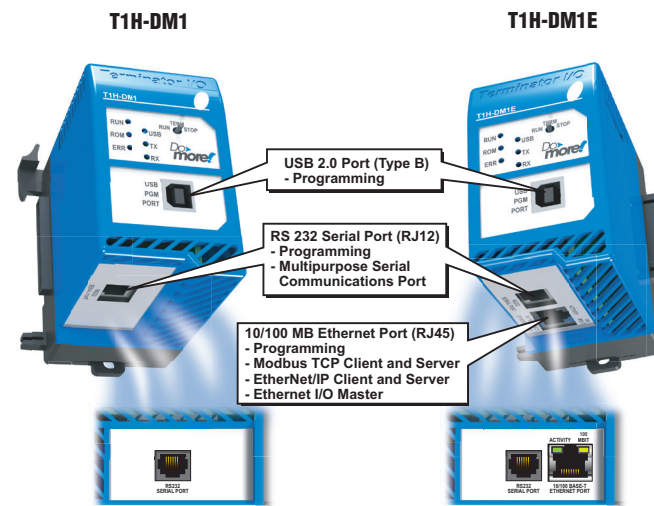 T1H-DM1
T1H-DM1E
Terminator I/O
T1H-DM1
RUN
ROM
ERR
USB
TX
RX
TERM
RUN STOP
Do
more!
USB
PGM
PORT
Terminator I/O
T1H-DM1E
RUN
ROM
ERR
USB
TX
RX
TERM
RUN STOP
Do
more!
USB
PGM
PORT
USB 2.0 Port (Type B)
- Programming
RS 232 Serial Port (RJ12)
- Programming
- Multipurpose Serial
Communications Port
10/100 MB Ethernet Port (RJ45)
- Programming
- Modbus TCP Client and Server
- EtherNet/IP Client and Server
- Ethernet I/O Master
RS232
SERIAL PORT
ACTIVITY
100
MBIT
RS232
SERIAL PORT
10/100 BASE-T
ETHERNET PORT